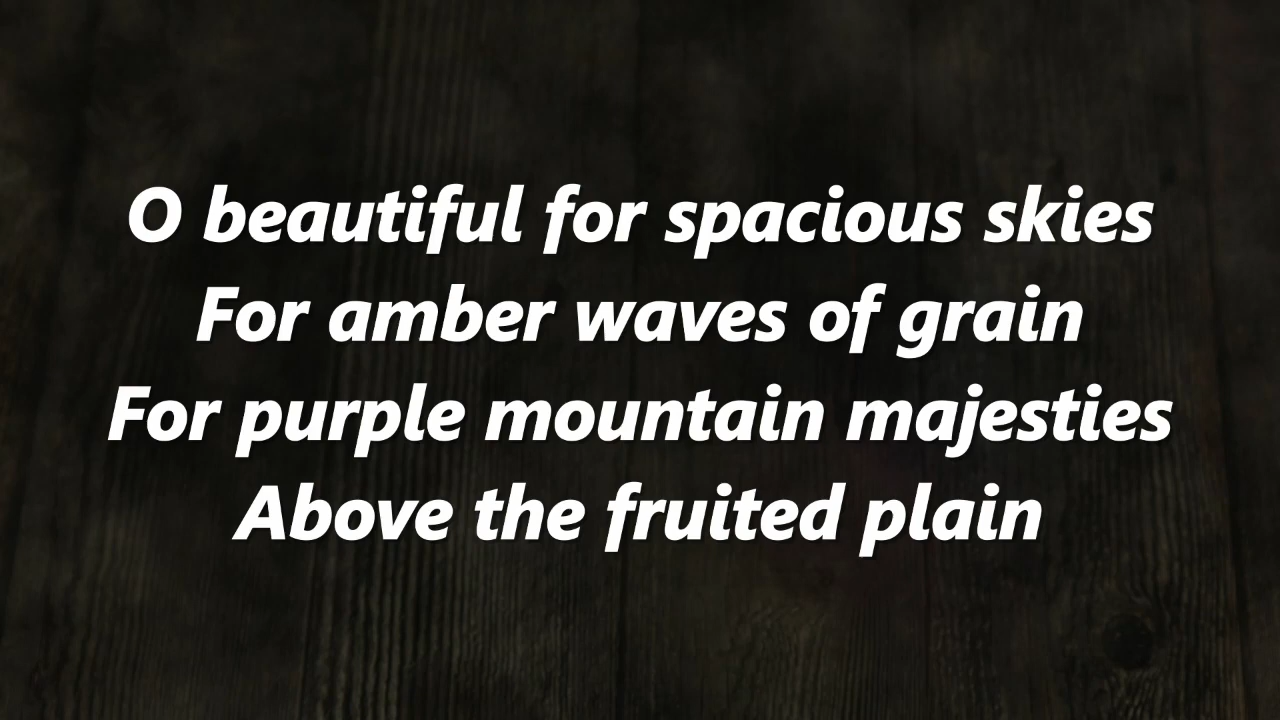 O beautiful for spacious skies
For amber waves of grain
For purple mountain majesties
Above the fruited plain